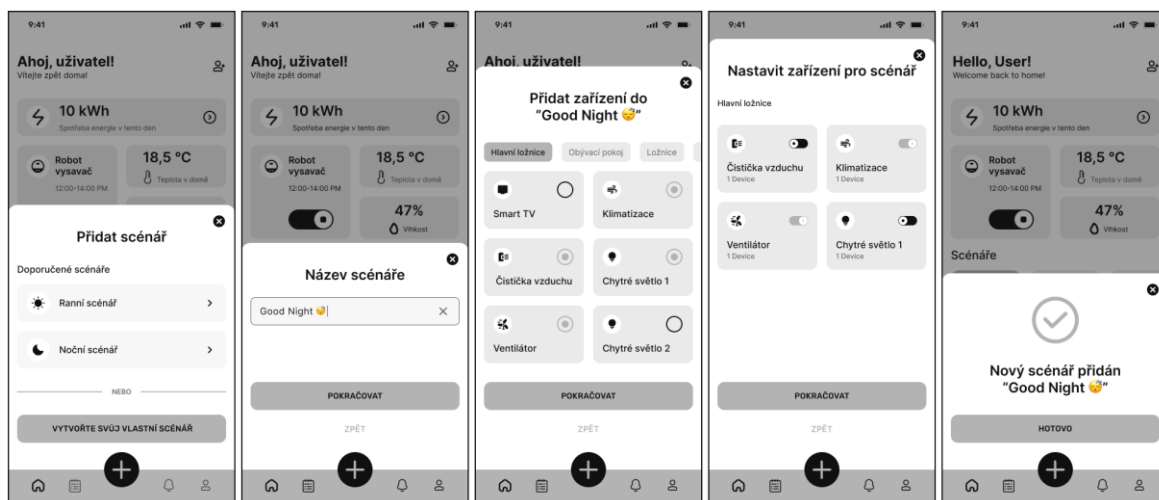 9:41
Ahoj, uživatel!
Vítejte zpět doma!
10 kWh
Spotřeba energie v tento den
Robot
vysavač
12:00-14:00 PM
18,5 °C
Teplota v domě
Přidat scénář
Doporučené scénáře
Ranní scénář
Noční scénář
NEBO
VYTVOŘTE SVŮJ VLASTNÍ SCÉNÁŘ
9:41
Ahoj, uživatel!
Vítejte zpět doma!
10 kWh
Spotřeba energie v tento den
Robot
vysavač
12:00-14:00 PM
18,5 °C
Teplota v domě
47%
Vlhkost
Název scénáře
Good Night 😴
POKRAČOVAT
ZPĚT
9:41
Ahoj, uživatel!
Přidat zařízení do
“Good Night 😴”
Hlavní ložnice
Obývací pokoj
Ložnice
Smart TV
Klimatizace
Čistička vzduchu
Chytré světlo 1
Ventilátor
Chytré světlo 2
POKRAČOVAT
ZPĚT
9:41
Nastavit zařízení pro scénář
Hlavní ložnice
Čistička vzduchu
1 Device
Klimatizace
1 Device
Ventilátor
1 Device
Chytré světlo 1
1 Device
POKRAČOVAT
ZPĚT
9:41
Hello, User!
Welcome back to home!
10 kWh
Spotřeba energie v tento den
Robot
vysavač
12:00-14:00 PM
18,5 °C
Teplota v domě
47%
Vlhkost
Scénáře
Nový scénář přidán
“Good Night 😴”
HOTOVO